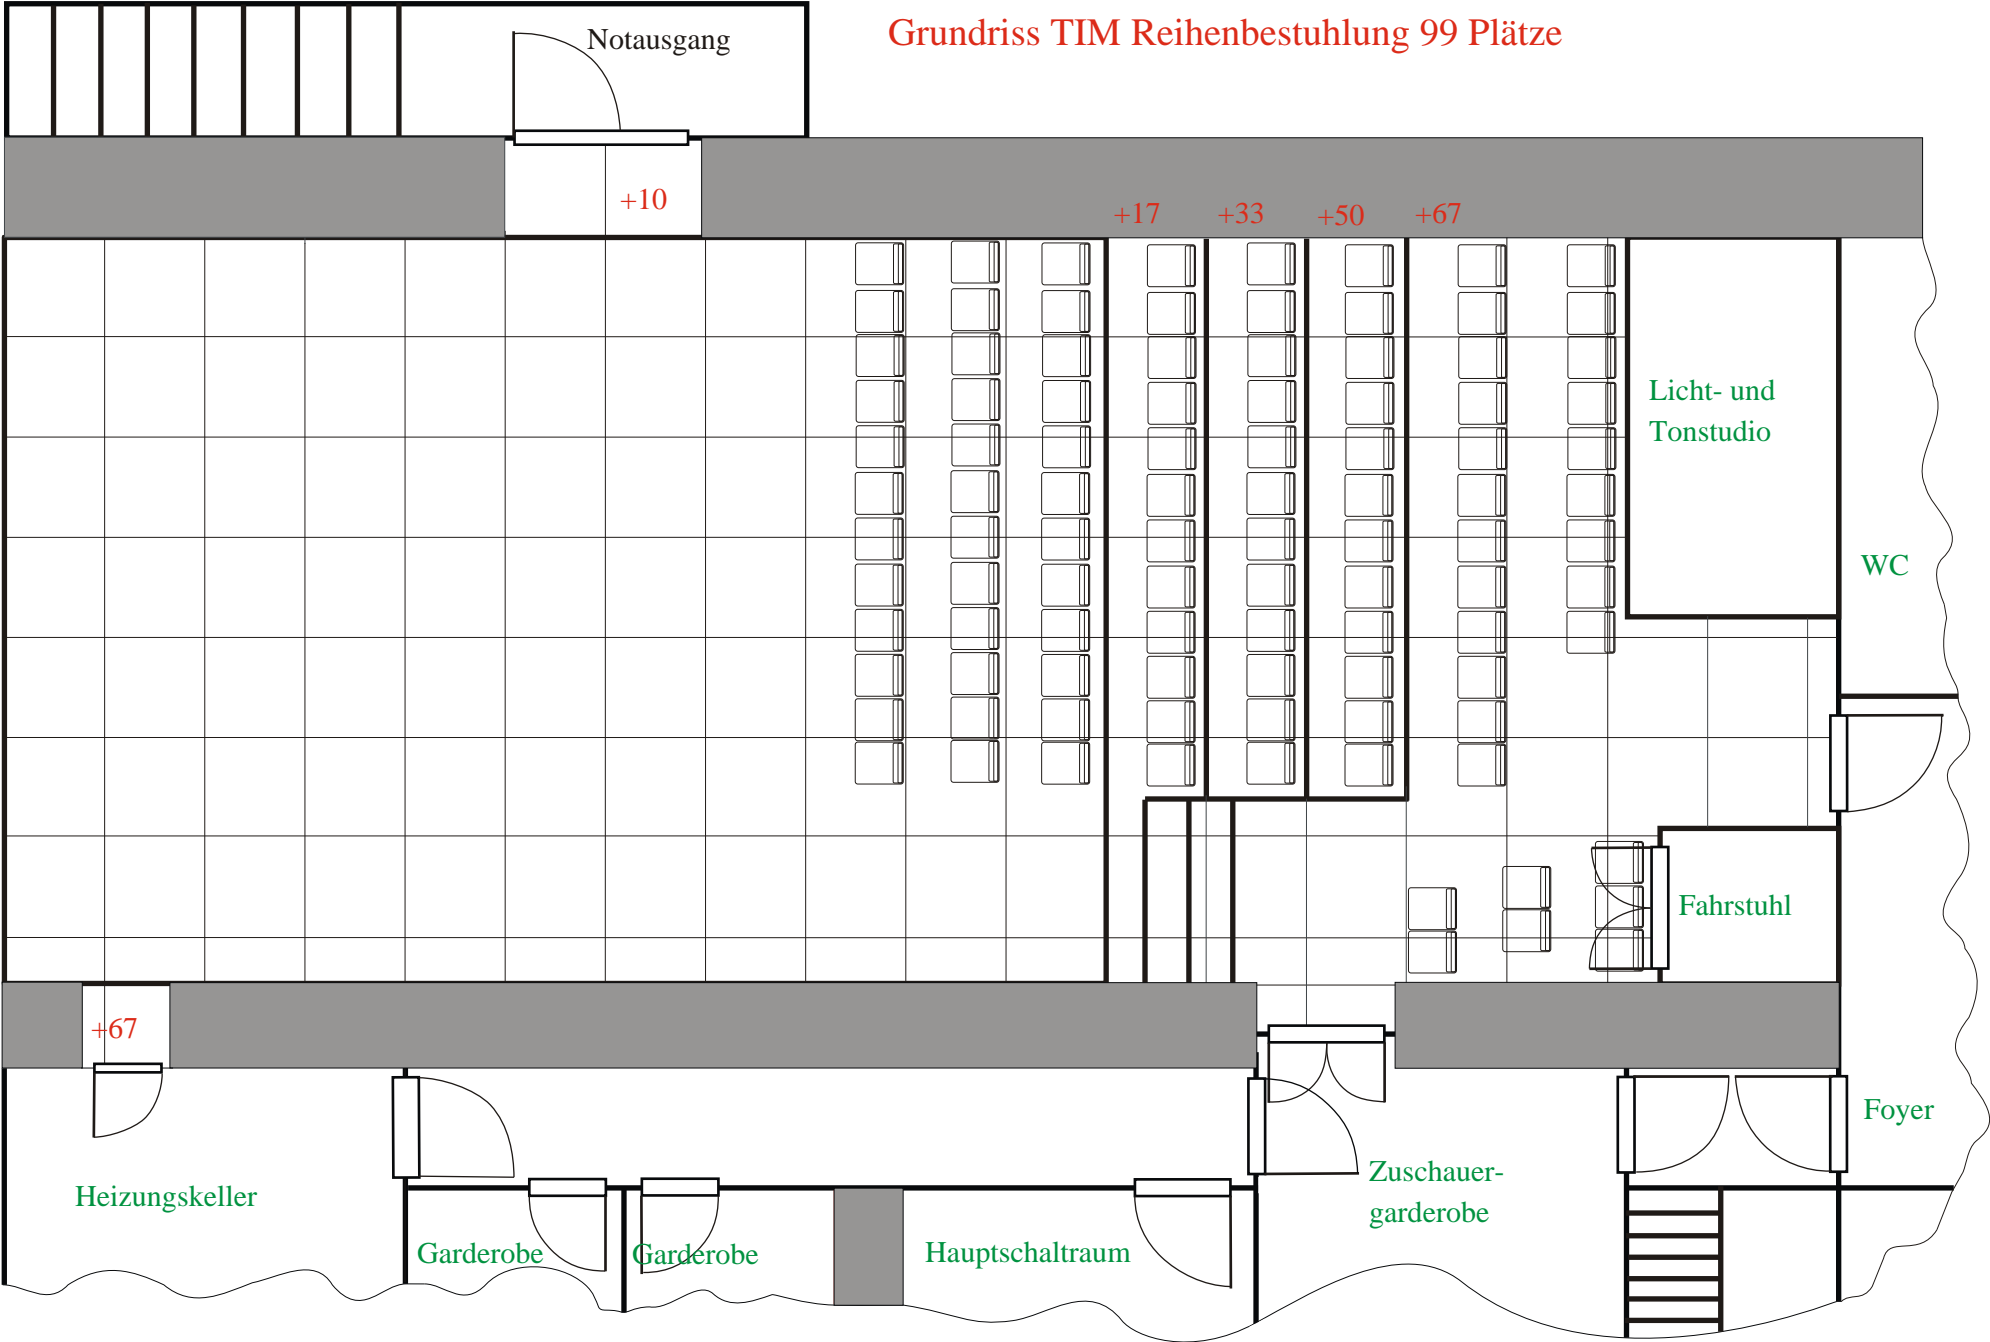 Grundriss TIM Reihenbestuhlung 99 Plätze
Notausgang
+10
+17
+33
+50
+67
Licht- und
Tonstudio
WC
Fahrstuhl
+67
Foyer
Zuschauer-
garderobe
Heizungskeller
Garderobe
Garderobe
Hauptschaltraum